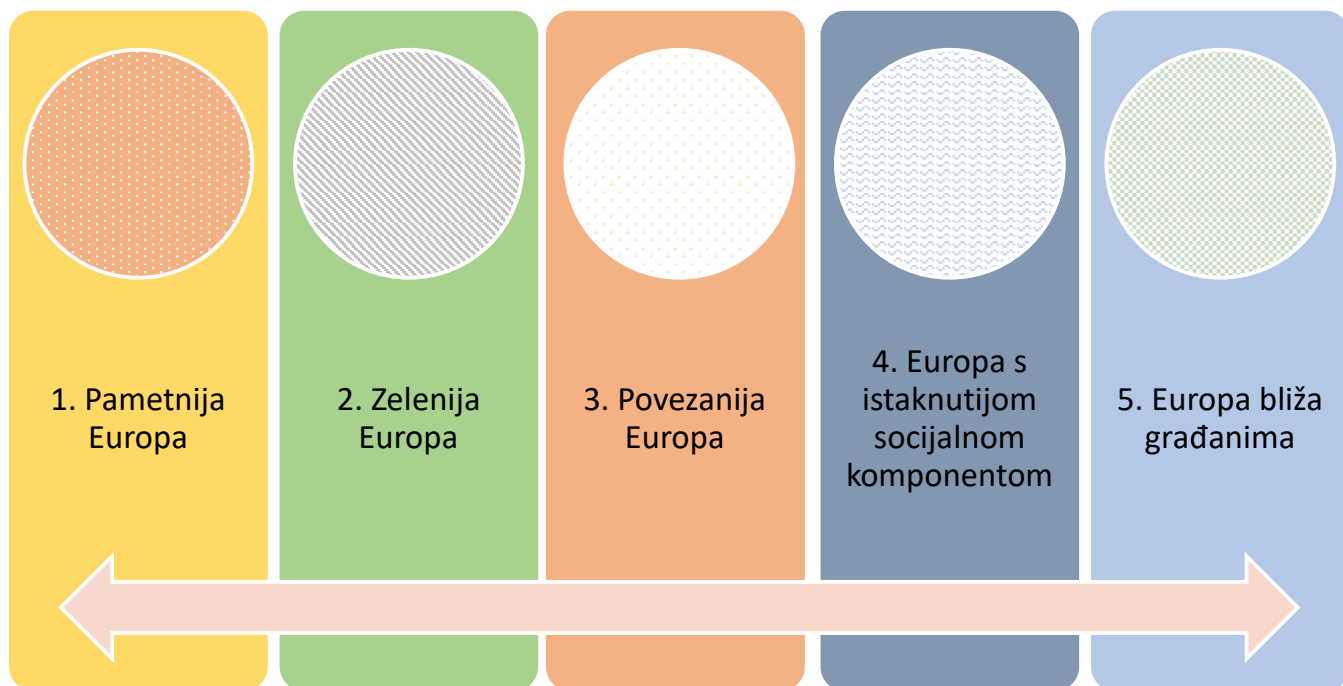 1. Pametnija
Europa
2. Zelenija
Europa
3. Povezanija
Europa
4. Europa s
istaknutijom
socijalnom
komponentom
5. Europa bliža
građanima